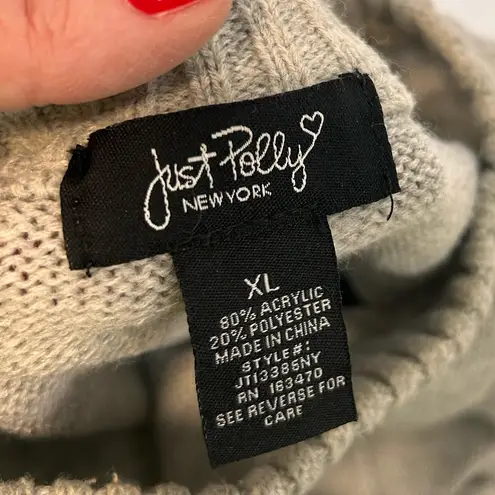 Just Polly
NEW YORK
XL
80% ACRYLIC
20% POLYESTER
MADE IN CHINA
STYLE#:
JT13386NY
RN 163470
SEE REVERSE FOR
CARE